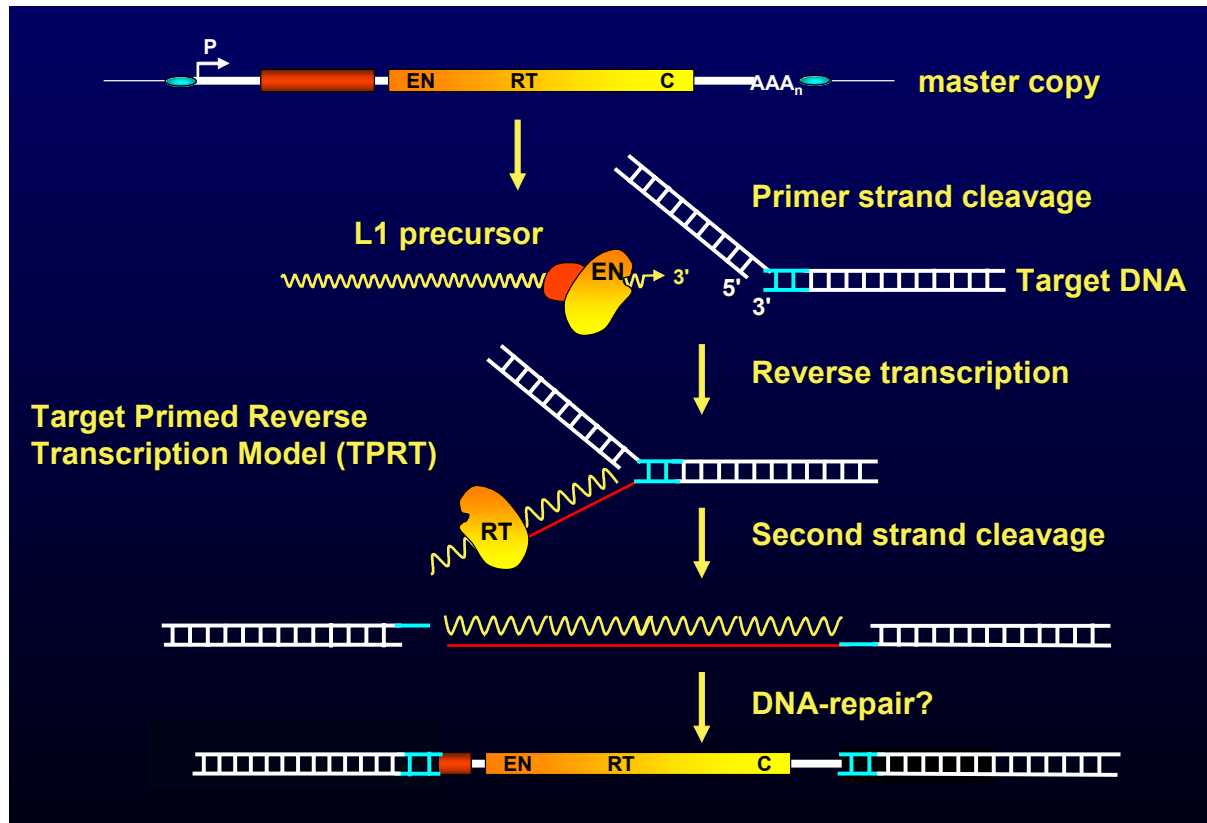 P
EN RT C AAAn
master copy
Primer strand cleavage
L1 precursor
EN
3'
5'
3'
Target DNA
Reverse transcription
Target Primed Reverse
Transcription Model (TPRT)
RT
Second strand cleavage
DNA-repair?
EN RT C